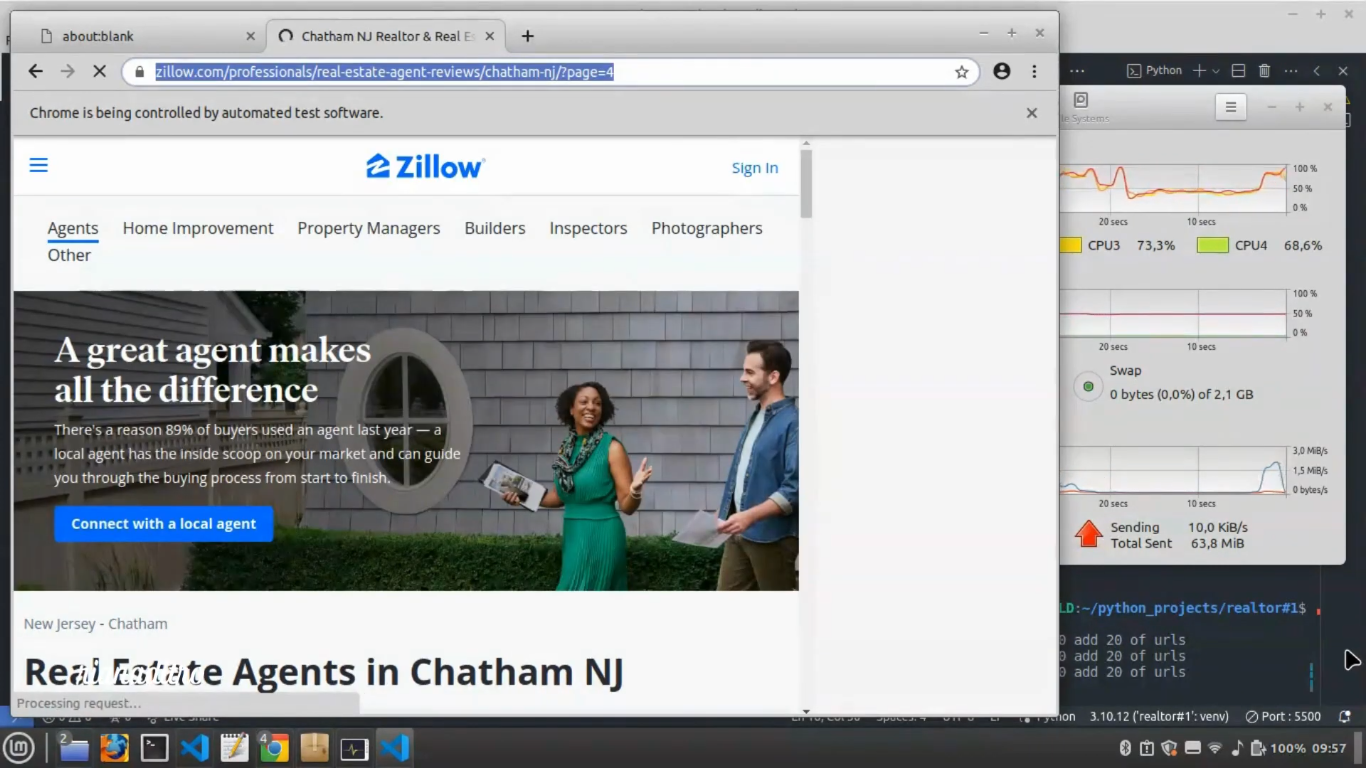 about:blank
Chatham NJ Realtor & Real Es
zillow.com/professionals/real-estate-agent-reviews/chatham-nj/?page=4
Chrome is being controlled by automated test software.
Zillow
Sign In
Agents Home Improvement Property Managers Builders Inspectors Photographers
Other
A great agent makes
all the difference
There's a reason 89% of buyers used an agent last year — a
local agent has the inside scoop on your market and can guide
you through the buying process from start to finish.
Connect with a local agent
New Jersey - Chatham
Real Estate Agents in Chatham NJ
Processing request...
Python
Systems
100 %
50 %
0 %
20 secs 10 secs
CPU3 73,3% CPU4 68,6%
100 %
50 %
0 %
20 secs 10 secs
Swap
0 bytes (0,0%) of 2,1 GB
3,0 MiB/s
1,5 MiB/s
0 bytes/s
20 secs 10 secs
Sending 10,0 KiB/s
Total Sent 63,8 MiB
LD:~/python_projects/realtor#1$
0 add 20 of urls
0 add 20 of urls
0 add 20 of urls
Live Share
Python 3.10.12 ('realtor#1': venv) Port : 5500
2
4
100% 09:57